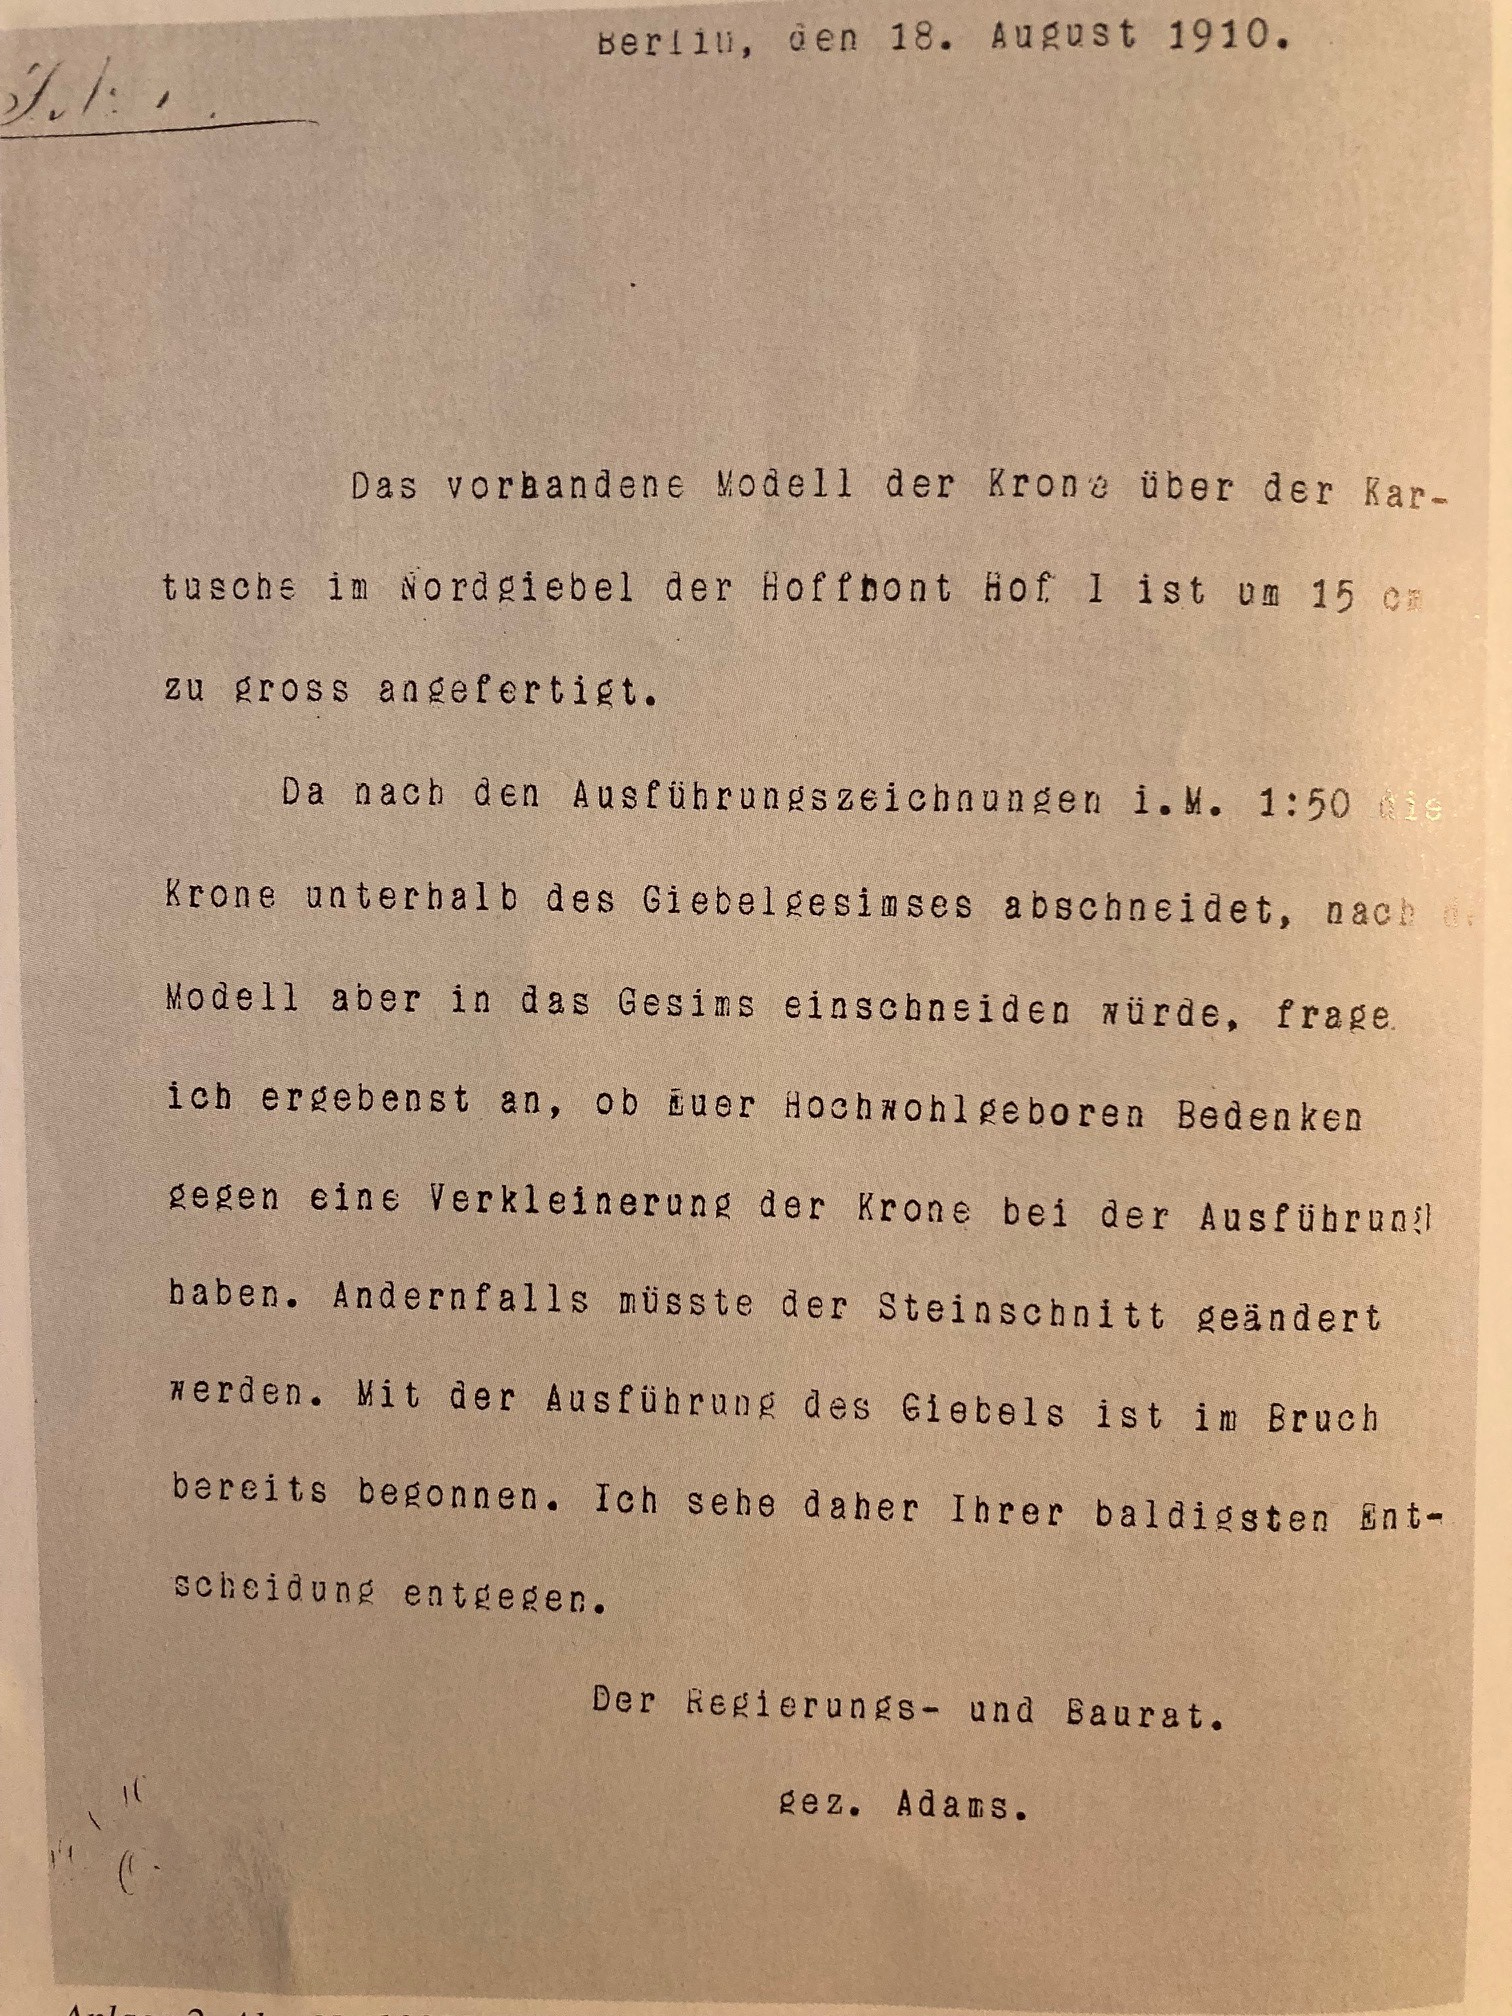 Berlin, den 18. August 1910.
Das vorhandene Modell der Krone über der Kar-
tusche im Nordgiebel der Hoffront Hof I ist um 15 cm
zu gross angefertigt.
Da nach den Ausführungszeichnungen i.M. 1:50 die
Krone unterhalb des Giebelgesimses abschneidet, nach
Modell aber in das Gesims einschneiden würde, frage
ich ergebenst an, ob Euer Hochwohlgeboren Bedenken
gegen eine Verkleinerung der Krone bei der Ausführung
haben. Andernfalls müsste der Steinschnitt geändert
werden. Mit der Ausführung des Giebels ist im Bruch
bereits begonnen. Ich sehe daher Ihrer baldigsten Ent-
scheidung entgegen.
Der Regierungs- und Baurat.
gez. Adams.